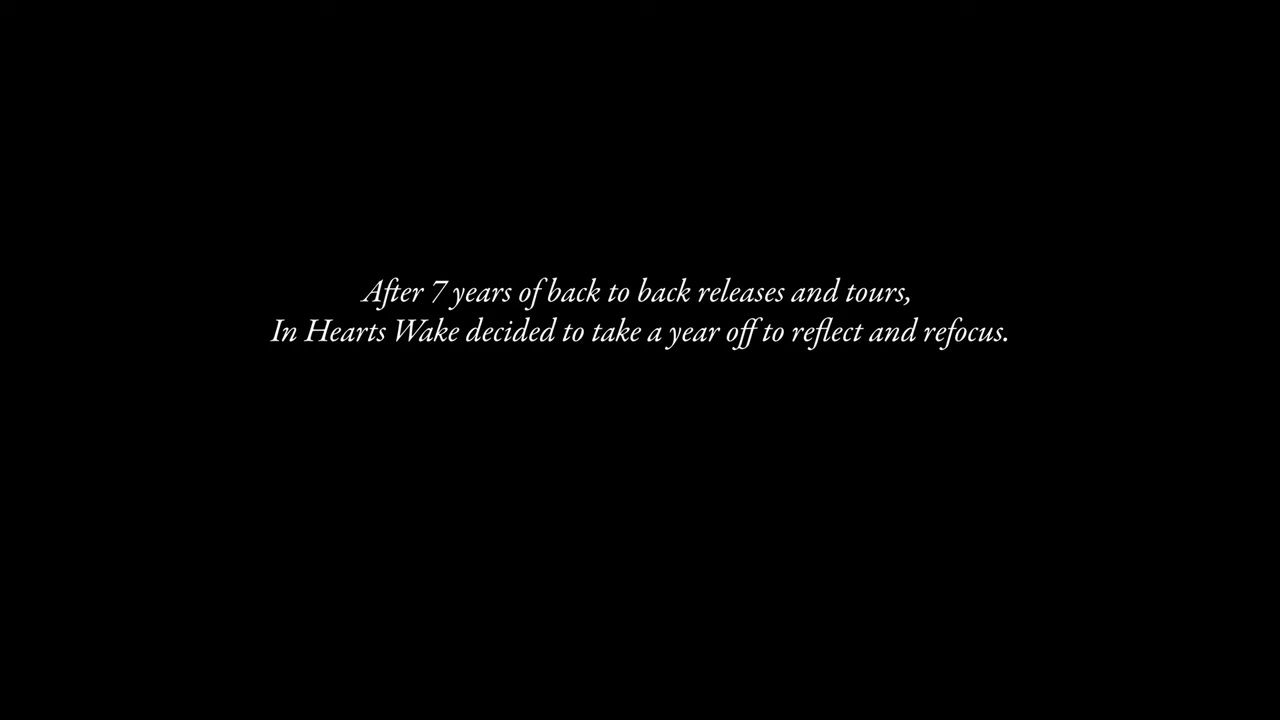 After 7 years of back to back releases and tours,
In Hearts Wake decided to take a year off to reflect and refocus.